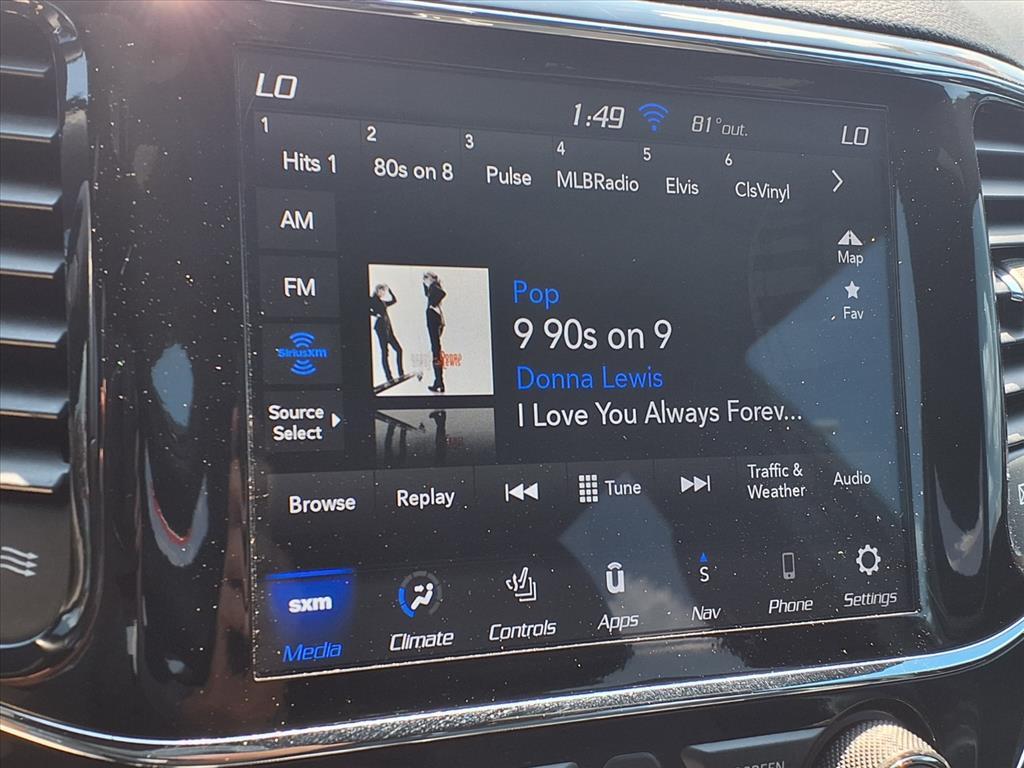 LO
1:49
81°out.
LO
1
Hits 1
2
80s on 8
3
Pulse
4
MLBRadio
5
Elvis
6
ClsVinyl
AM
FM
SiriusXM
Source
Select
Map
Fav
Pop
9 90s on 9
Donna Lewis
I Love You Always Forev...
Browse
Replay
Tune
Traffic &
Weather
Audio
sxm
Media
Climate
Controls
Apps
S
Nav
Phone
Settings
SCREEN